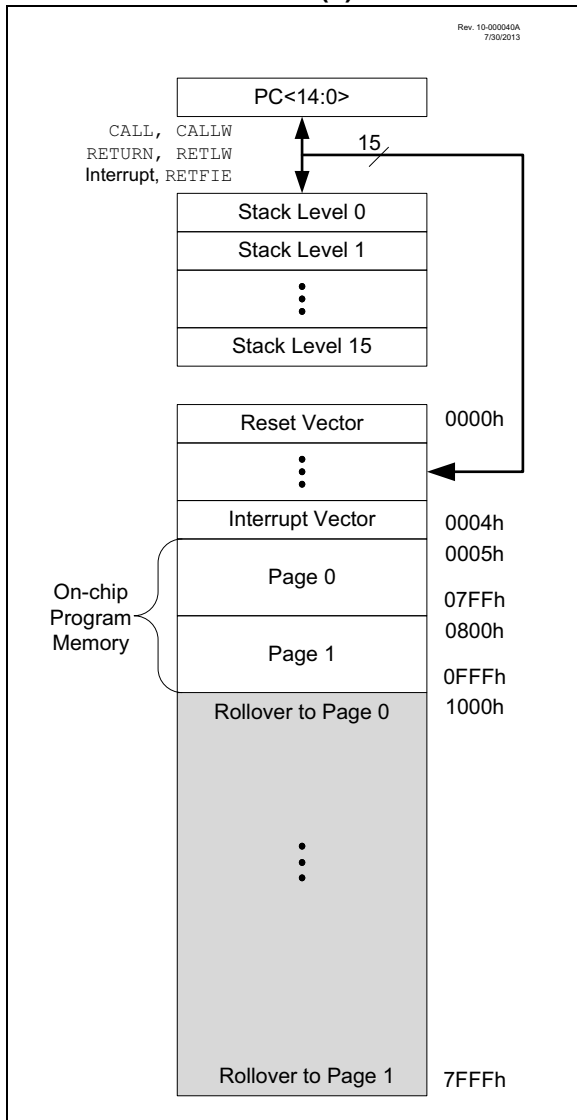 Rev. 10-000040A
7/30/2013
PC<14:0>
CALL, CALLW
RETURN, RETLW
Interrupt, RETFIE
15
Stack Level 0
Stack Level 1
Stack Level 15
Reset Vector
0000h
Interrupt Vector
0004h
0005h
On-chip
Program
Memory
Page 0
07FFh
0800h
Page 1
0FFFh
Rollover to Page 0
1000h
Rollover to Page 1
7FFFh